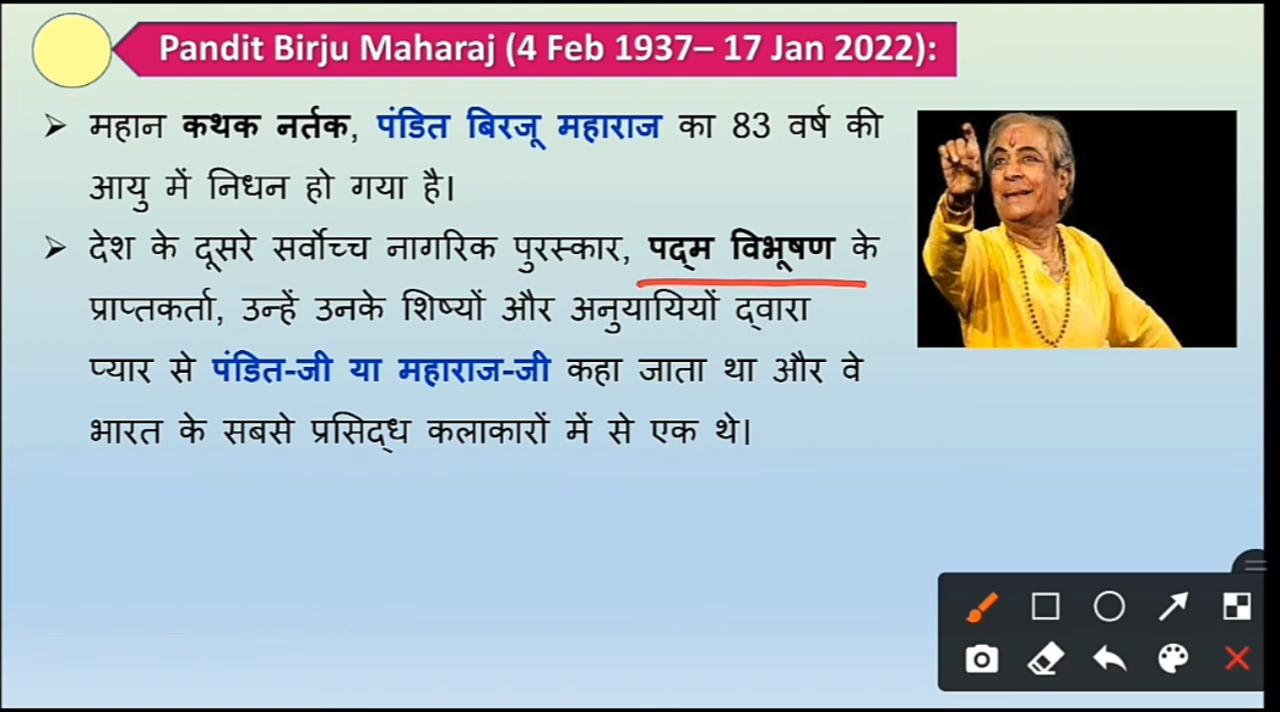 Pandit Birju Maharaj (4 Feb 1937– 17 Jan 2022):
➤ महान कथक नर्तक, पंडित बिरजू महाराज का 83 वर्ष की
आयु में निधन हो गया है।
➤ देश के दूसरे सर्वोच्च नागरिक पुरस्कार, पद्म विभूषण के
प्राप्तकर्ता, उन्हें उनके शिष्यों और अनुयायियों द्वारा
प्यार से पंडित-जी या महाराज-जी कहा जाता था और वे
भारत के सबसे प्रसिद्ध कलाकारों में से एक थे।